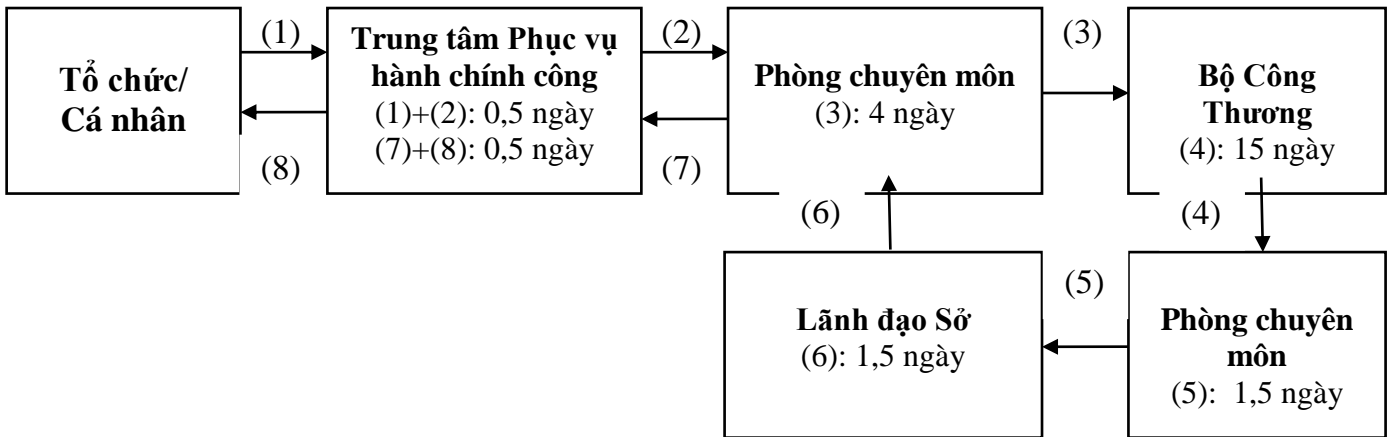 Tổ chức/
Cá nhân
(1)
(8)
Trung tâm Phục vụ
hành chính công
(1)+(2): 0,5 ngày
(7)+(8): 0,5 ngày
(2)
(7)
Phòng chuyên môn
(3): 4 ngày
(3)
Bộ Công
Thương
(4): 15 ngày
(6)
(4)
Lãnh đạo Sở
(6): 1,5 ngày
(5)
Phòng chuyên
môn
(5): 1,5 ngày